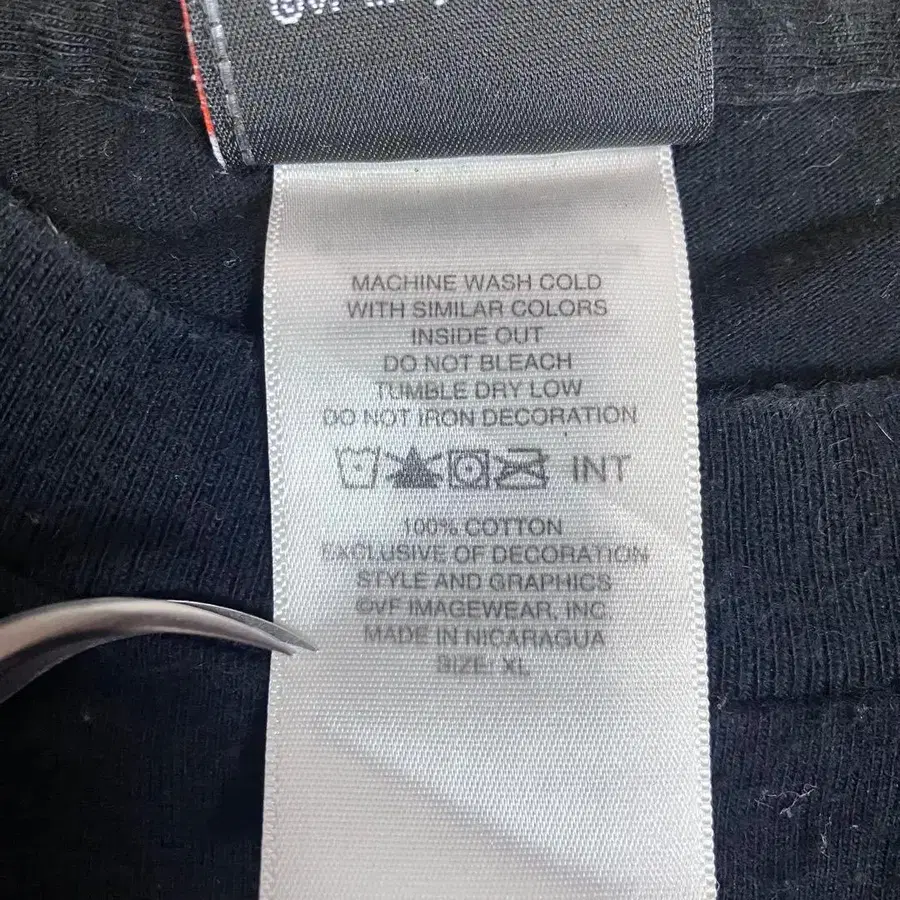 MACHINE WASH COLD
WITH SIMILAR COLORS
INSIDE OUT
DO NOT BLEACH
TUMBLE DRY LOW
DO NOT IRON DECORATION
INT
100% COTTON
EXCLUSIVE OF DECORATION
STYLE AND GRAPHICS
©VF IMAGEWEAR, INC.
MADE IN NICARAGUA
SIZE: XL